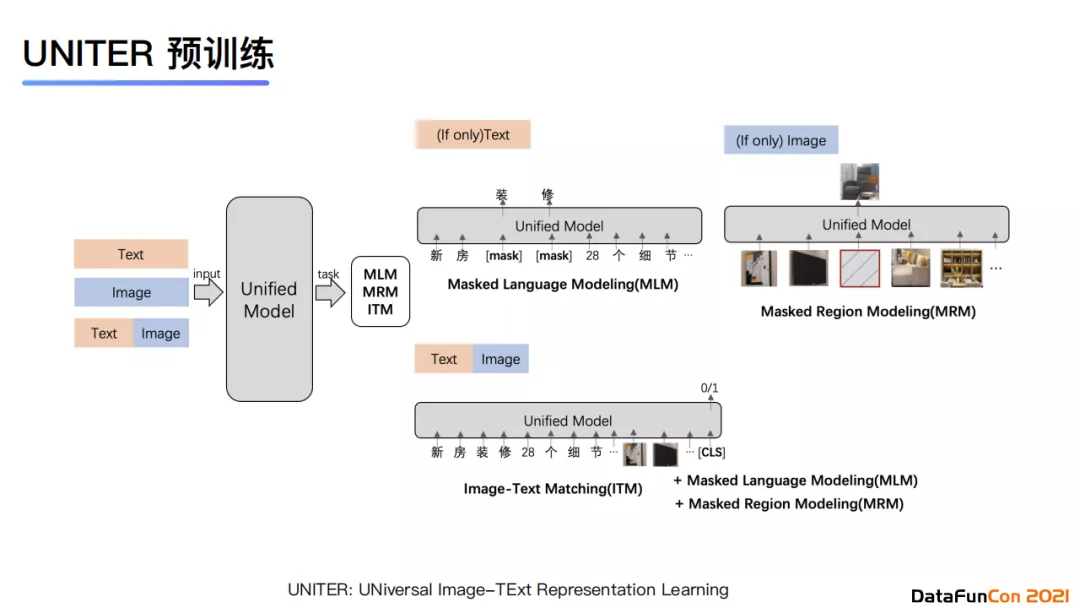 UNITER 预训练
(If only)Text
(If only) Image
装 修
Unified Model
新 房 [mask] [mask] 28 个 细 节 ...
Masked Language Modeling(MLM)
Unified Model
...
Masked Region Modeling(MRM)
Text
Image
Text Image
input
Unified
Model
task
MLM
MRM
ITM
Text Image
0/1
Unified Model
新 房 装 修 28 个 细 节 ... ... [CLS]
Image-Text Matching(ITM)
+ Masked Language Modeling(MLM)
+ Masked Region Modeling(MRM)
UNITER: UNiversal Image-TExt Representation Learning
DataFunCon 2021